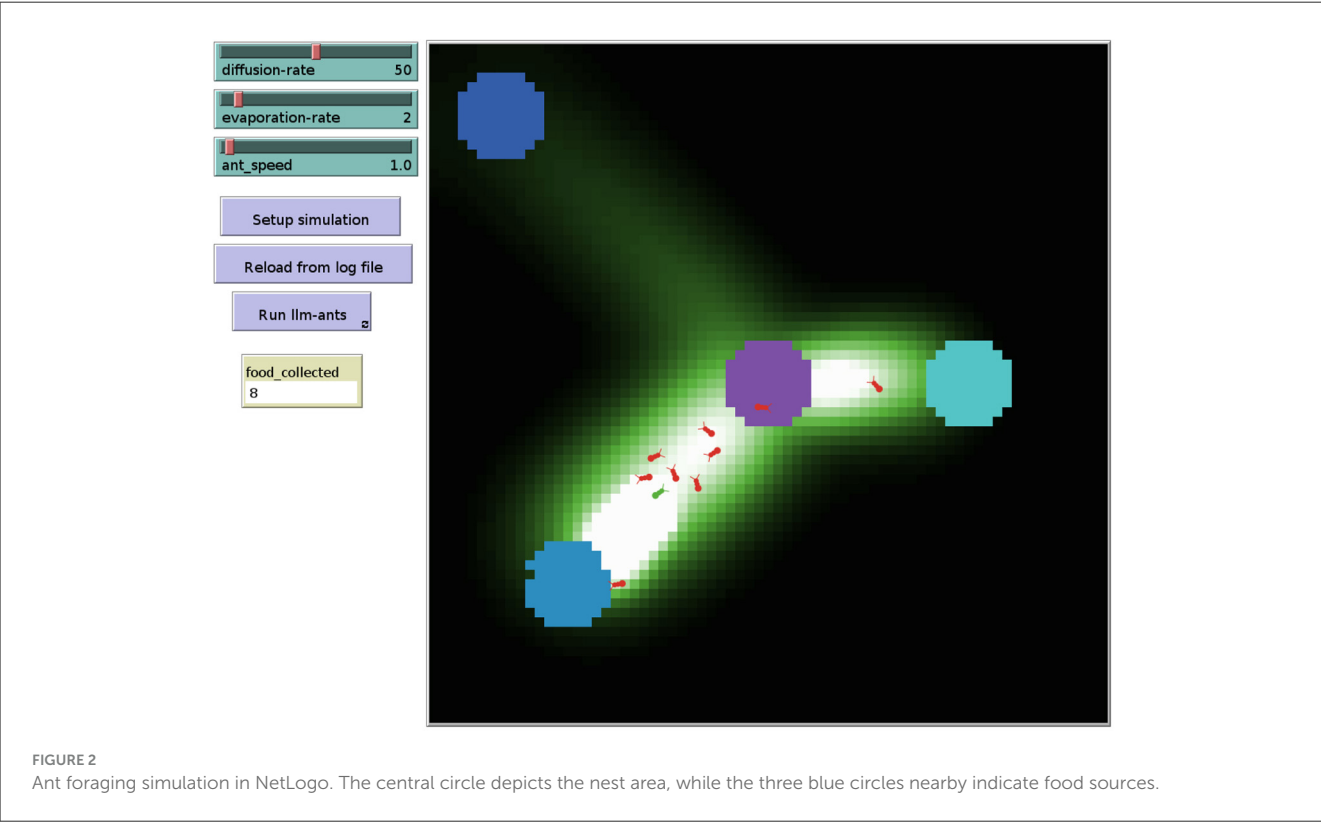 diffusion-rate 50
evaporation-rate 2
ant_speed 1.0
Setup simulation
Reload from log file
Run llm-ants
food_collected
8
FIGURE 2
Ant foraging simulation in NetLogo. The central circle depicts the nest area, while the three blue circles nearby indicate food sources.